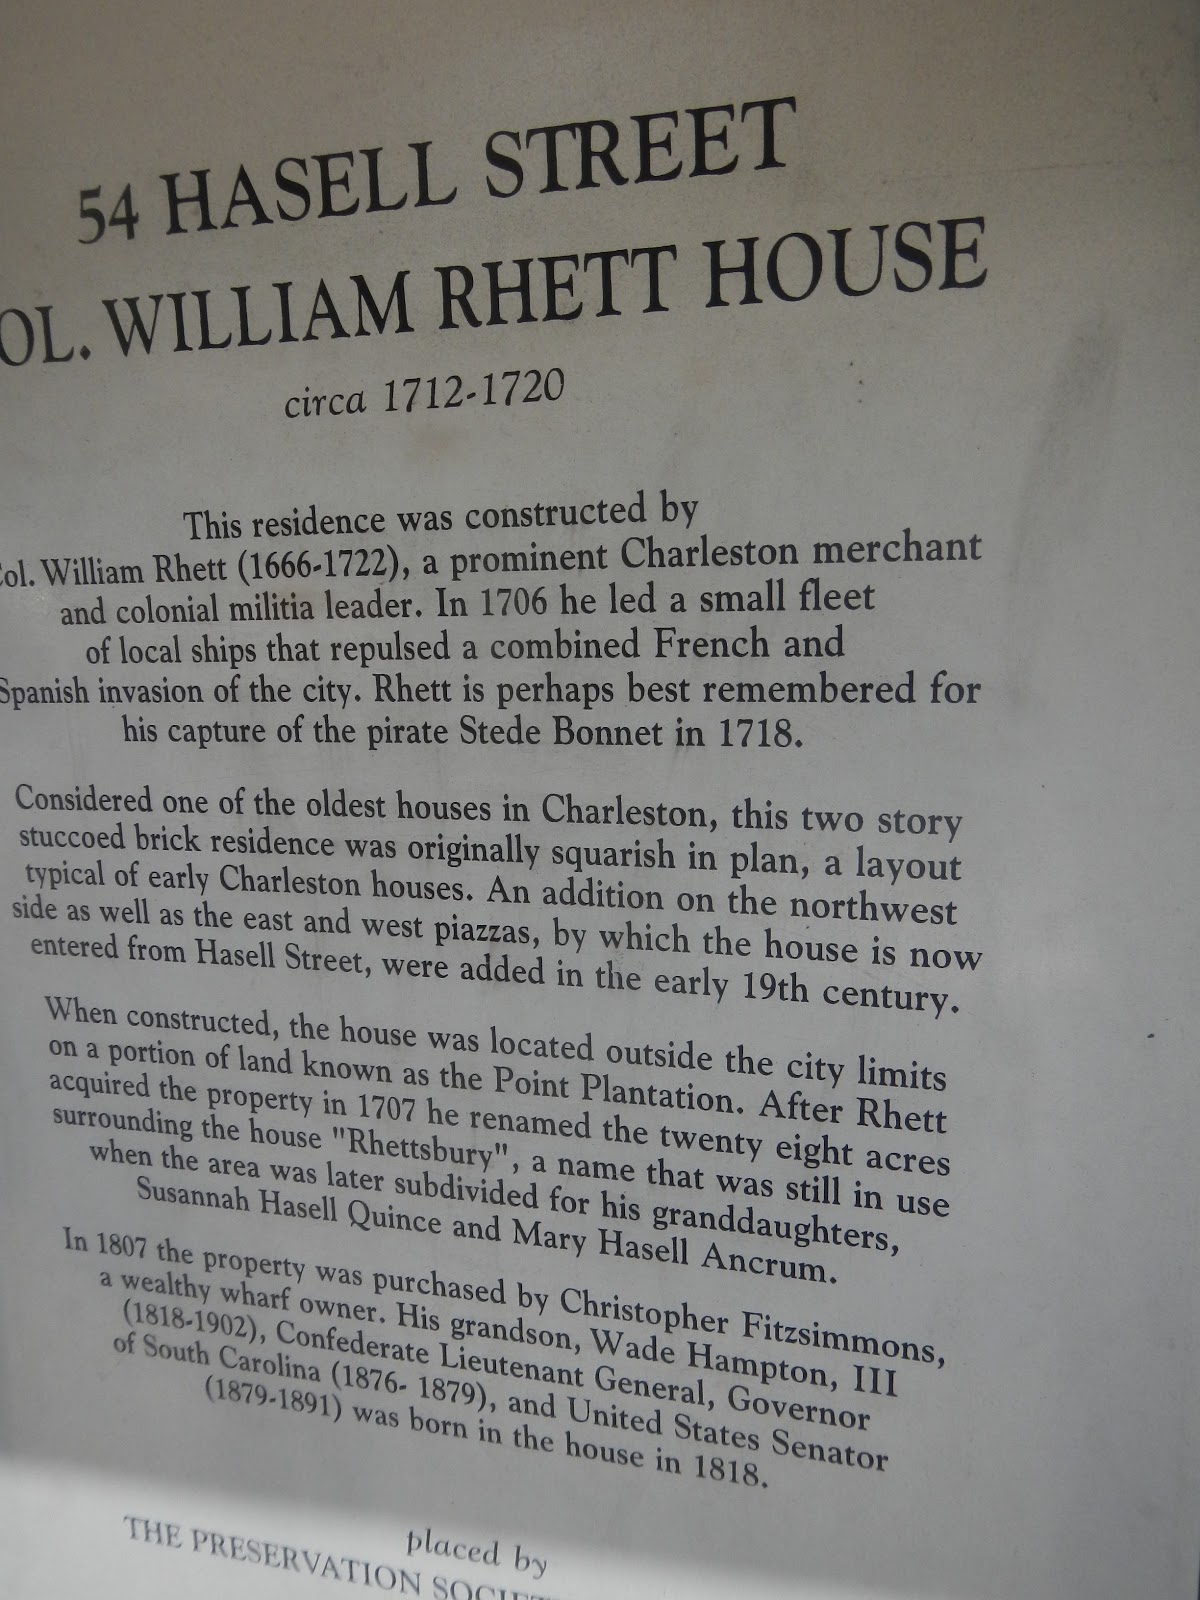 54 HASELL STREET
OL. WILLIAM RHETT HOUSE
circa 1712-1720
This residence was constructed by
Col. William Rhett (1666-1722), a prominent Charleston merchant
and colonial militia leader. In 1706 he led a small fleet
of local ships that repulsed a combined French and
Spanish invasion of the city. Rhett is perhaps best remembered for
his capture of the pirate Stede Bonnet in 1718.
Considered one of the oldest houses in Charleston, this two story
stuccoed brick residence was originally squarish in plan, a layout
typical of early Charleston houses. An addition on the northwest
side as well as the east and west piazzas, by which the house is now
entered from Hasell Street, were added in the early 19th century.
When constructed, the house was located outside the city limits
on a portion of land known as the Point Plantation. After Rhett
acquired the property in 1707 he renamed the twenty eight acres
surrounding the house "Rhettsbury", a name that was still in use
when the area was later subdivided for his granddaughters,
Susannah Hasell Quince and Mary Hasell Ancrum.
In 1807 the property was purchased by Christopher Fitzsimmons,
a wealthy wharf owner. His grandson, Wade Hampton, III
(1818-1902), Confederate Lieutenant General, Governor
of South Carolina (1876- 1879), and United States Senator
(1879-1891) was born in the house in 1818.
placed by
THE PRESERVATION SOCIET